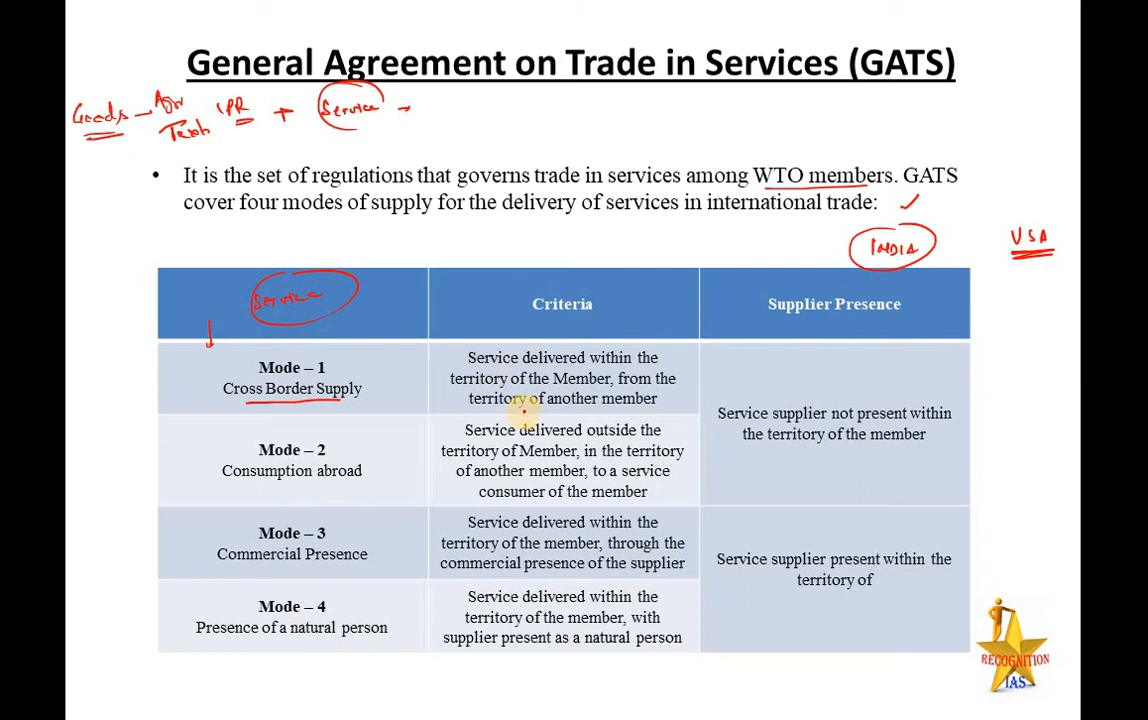 General Agreement on Trade in Services (GATS)
Goods → Agr IPR + Service →
• It is the set of regulations that governs trade in services among WTO members. GATS
cover four modes of supply for the delivery of services in international trade:
INDIA USA
Service
Criteria
Supplier Presence
Mode – 1
Cross Border Supply
Service delivered within the
territory of the Member, from the
territory of another member
Service supplier not present within
the territory of the member
Mode – 2
Consumption abroad
Service delivered outside the
territory of Member, in the territory
of another member, to a service
consumer of the member
Mode – 3
Commercial Presence
Service delivered within the
territory of the member, through the
commercial presence of the supplier
Service supplier present within the
territory of
Mode – 4
Presence of a natural person
Service delivered within the
territory of the member, with
supplier present as a natural person
RECOGNITION
IAS